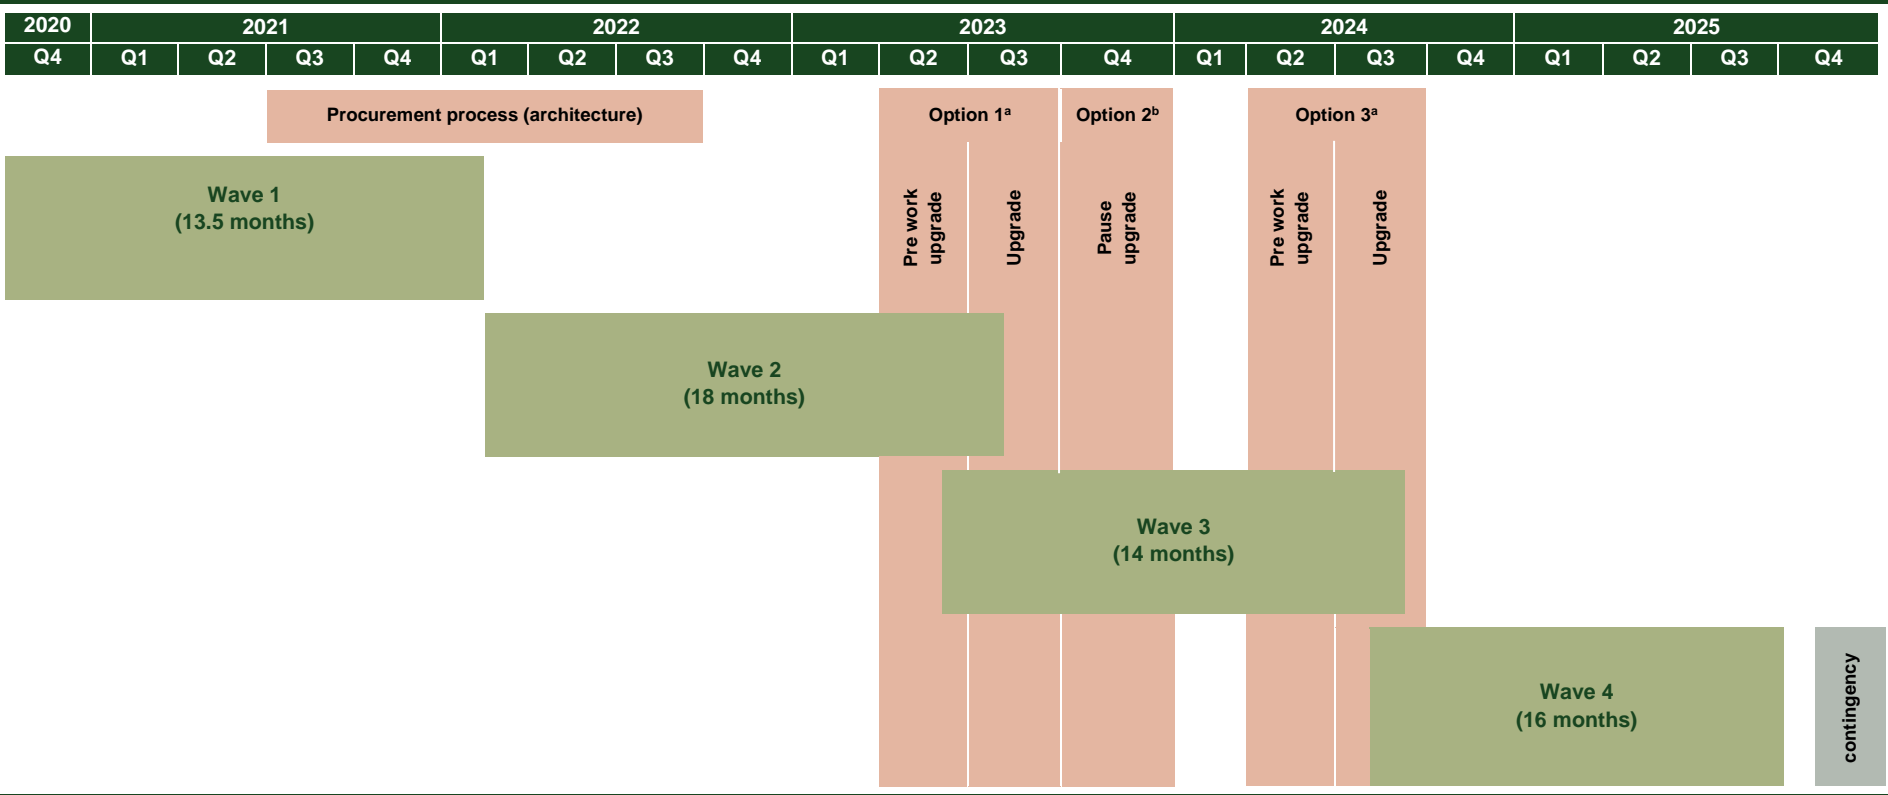 2020 2021 2022 2023 2024 2025
Q4 Q1 Q2 Q3 Q4 Q1 Q2 Q3 Q4 Q1 Q2 Q3 Q4 Q1 Q2 Q3 Q4 Q1 Q2 Q3 Q4
Procurement process (architecture)
Option 1ᵃ
Option 2ᵇ
Option 3ᵃ
Pre work
upgrade
Upgrade
Pause
upgrade
Pre work
upgrade
Upgrade
Wave 1
(13.5 months)
Wave 2
(18 months)
Wave 3
(14 months)
Wave 4
(16 months)
contingency